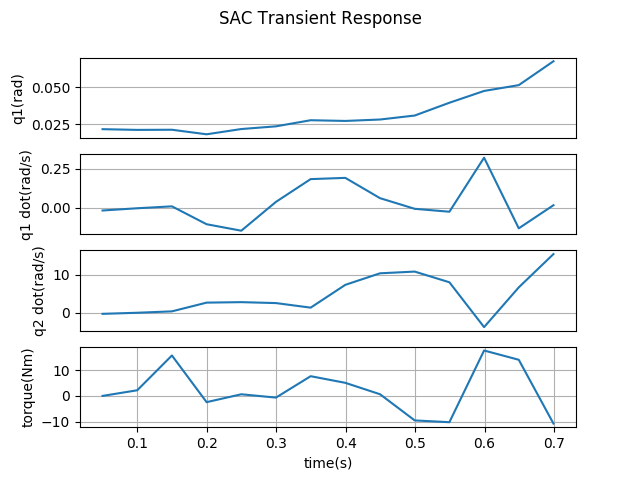 SAC Transient Response
0.050
0.025
q1(rad)
0.25
0.00
q1 dot(rad/s)
10
0
q2 dot(rad/s)
10
0
−10
torque(Nm)
0.1 0.2 0.3 0.4 0.5 0.6 0.7
time(s)